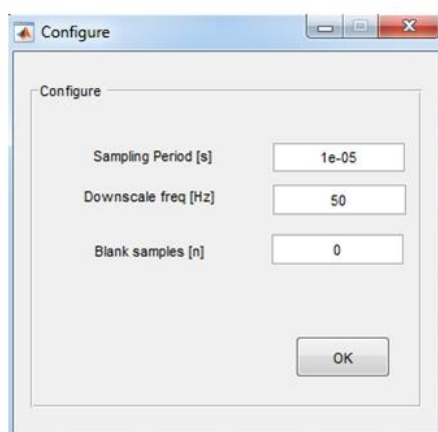 Configure
Configure
Sampling Period [s]
1e-05
Downscale freq [Hz]
50
Blank samples [n]
0
OK